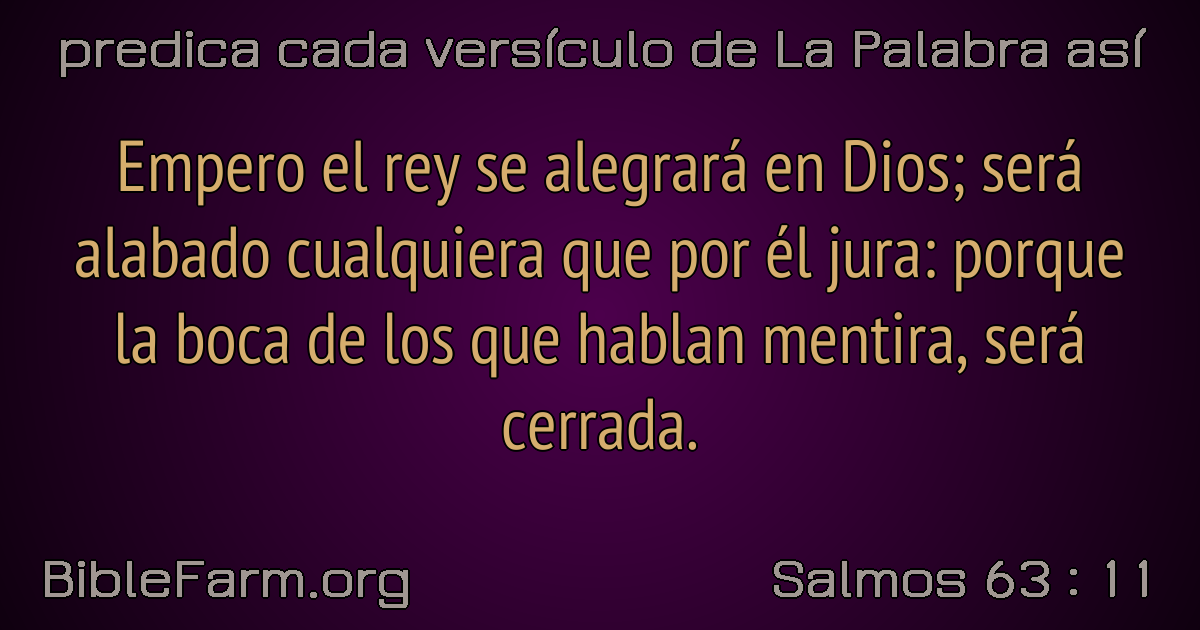 predica cada versículo de La Palabra así
Empero el rey se alegrará en Dios; será
alabado cualquiera que por él jura: porque
la boca de los que hablan mentira, será
cerrada.
BibleFarm.org
Salmos 63 : 11